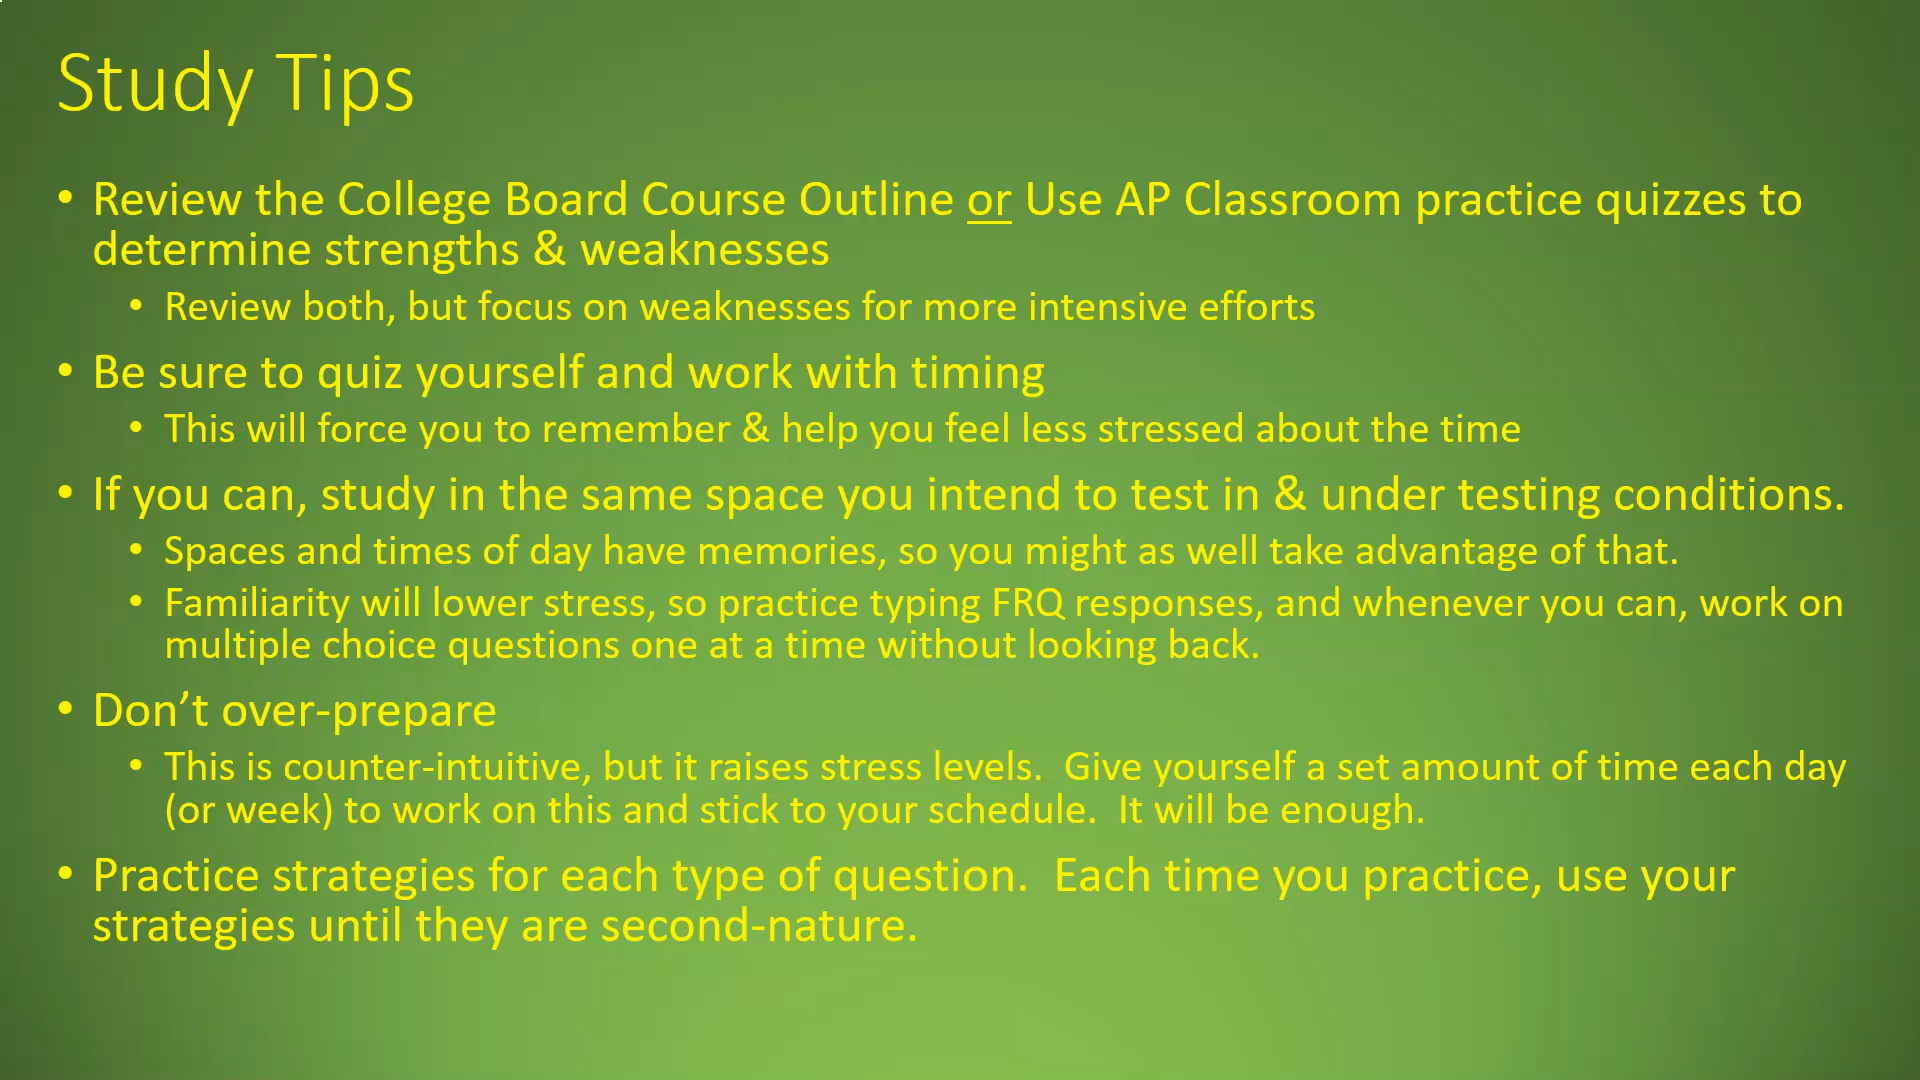 Study Tips
• Review the College Board Course Outline or Use AP Classroom practice quizzes to
determine strengths & weaknesses
• Review both, but focus on weaknesses for more intensive efforts
• Be sure to quiz yourself and work with timing
• This will force you to remember & help you feel less stressed about the time
• If you can, study in the same space you intend to test in & under testing conditions.
• Spaces and times of day have memories, so you might as well take advantage of that.
• Familiarity will lower stress, so practice typing FRQ responses, and whenever you can, work on
multiple choice questions one at a time without looking back.
• Don’t over-prepare
• This is counter-intuitive, but it raises stress levels.  Give yourself a set amount of time each day
(or week) to work on this and stick to your schedule.  It will be enough.
• Practice strategies for each type of question.  Each time you practice, use your
strategies until they are second-nature.